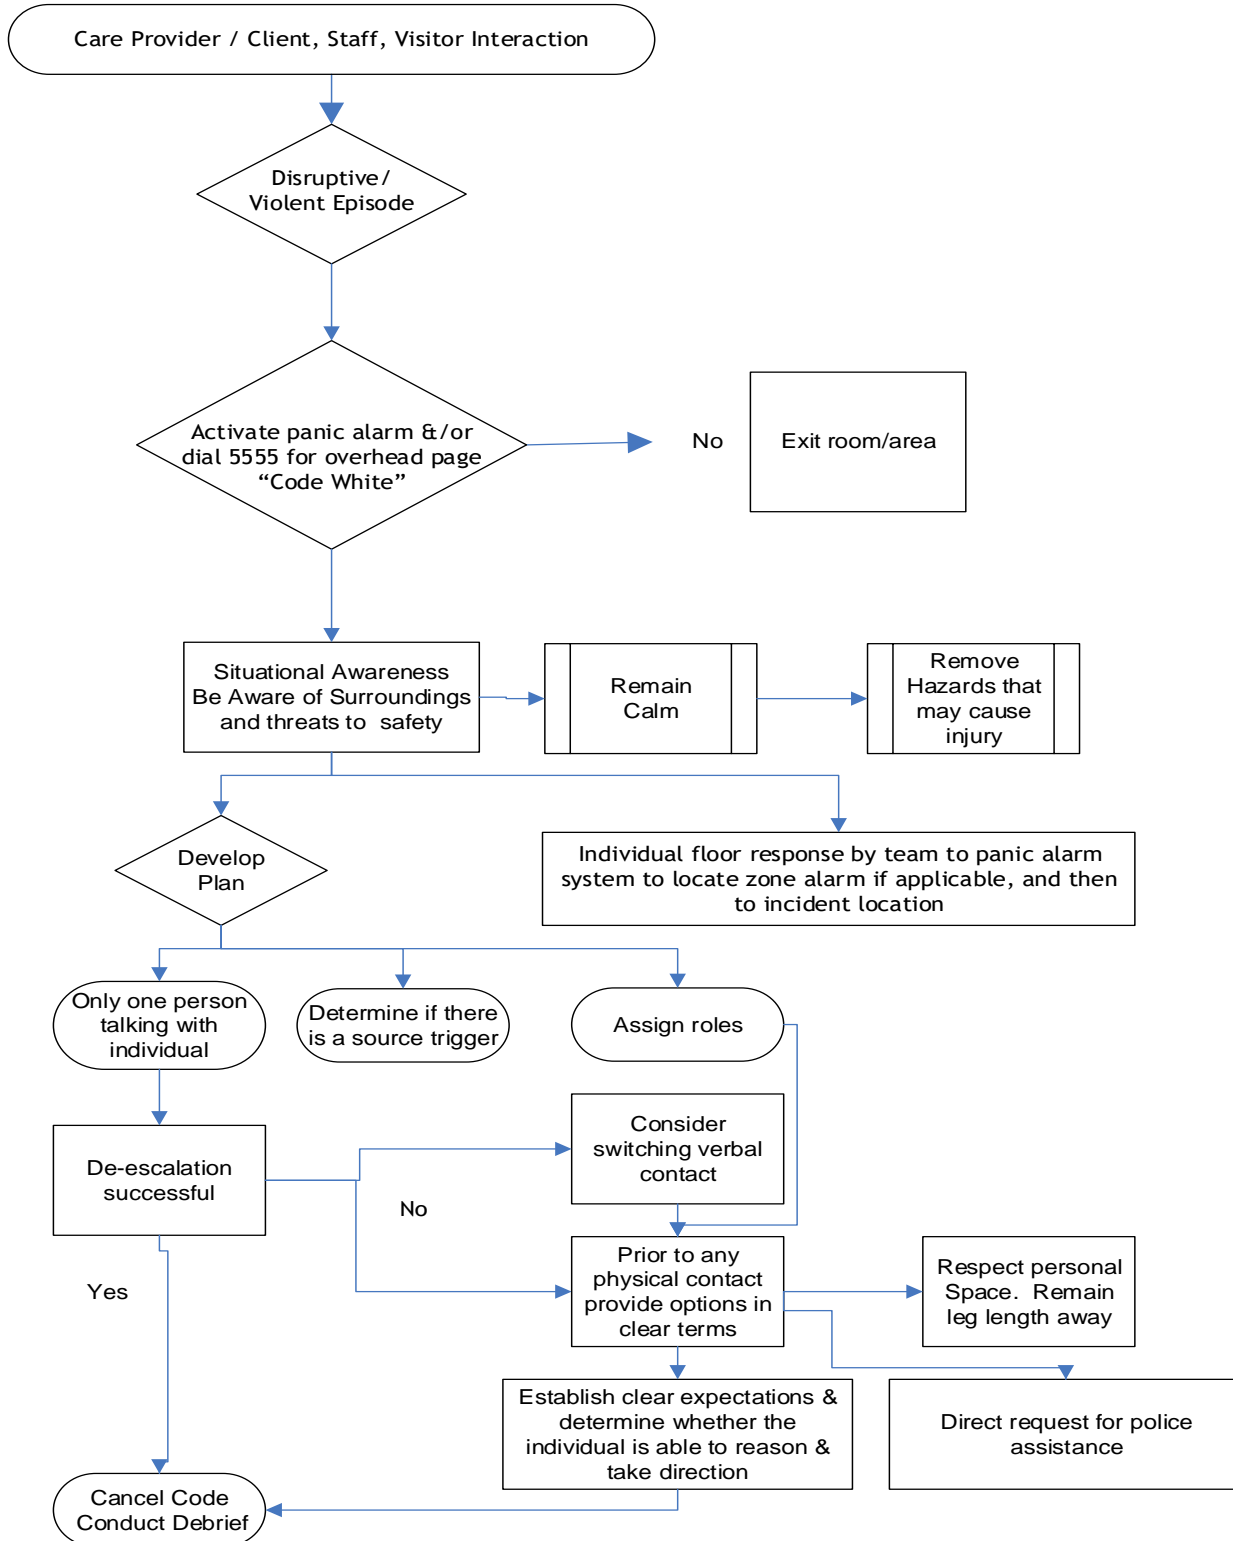 Care Provider / Client, Staff, Visitor Interaction
Disruptive/
Violent Episode
Activate panic alarm &/or
dial 5555 for overhead page
“Code White”
No
Exit room/area
Situational Awareness
Be Aware of Surroundings
and threats to safety
Remain
Calm
Remove
Hazards that
may cause
injury
Develop
Plan
Individual floor response by team to panic alarm
system to locate zone alarm if applicable, and then
to incident location
Only one person
talking with
individual
Determine if there
is a source trigger
Assign roles
De-escalation
successful
Consider
switching verbal
contact
No
Yes
Prior to any
physical contact
provide options in
clear terms
Respect personal
Space. Remain
leg length away
Establish clear expectations &
determine whether the
individual is able to reason &
take direction
Direct request for police
assistance
Cancel Code
Conduct Debrief